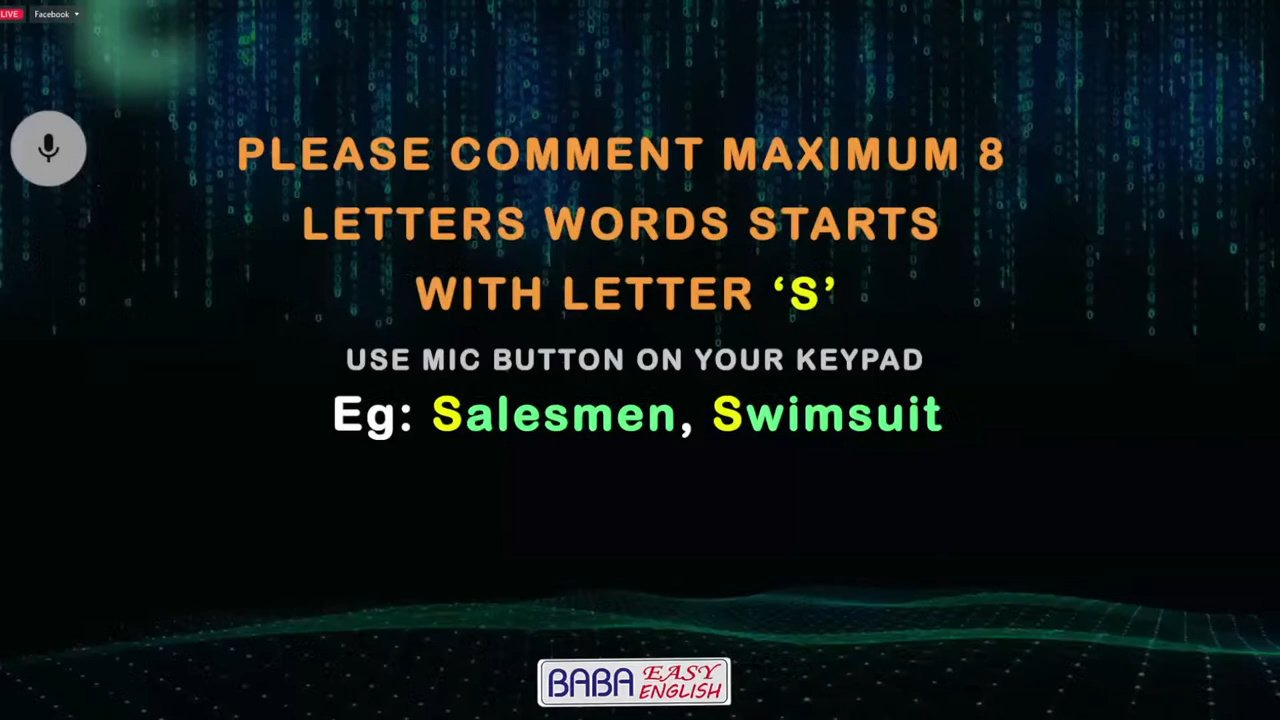 LIVE Facebook
PLEASE COMMENT MAXIMUM 8
LETTERS WORDS STARTS
WITH LETTER ‘S’
USE MIC BUTTON ON YOUR KEYPAD
Eg: Salesmen, Swimsuit
BABA EASY
ENGLISH